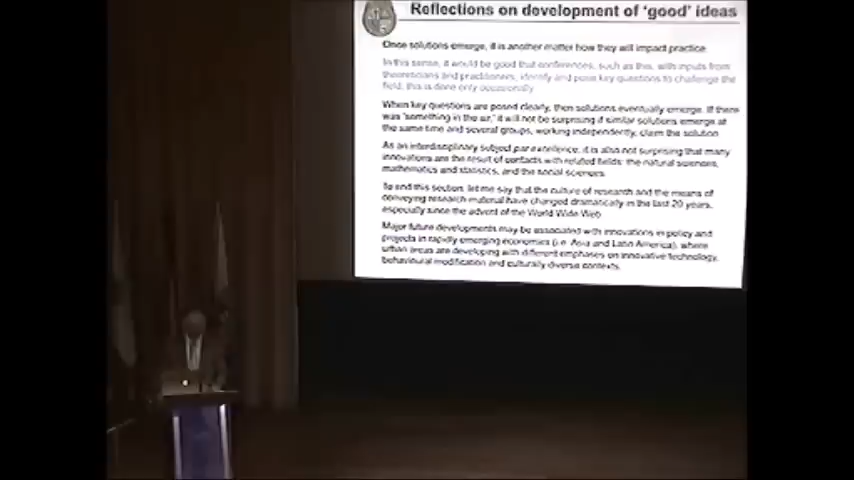 Reflections on development of 'good' ideas
Once solutions emerge, it is another matter how they will impact practice
In this sense, it would be good that conferences, such as this, with inputs from
theoreticians and practitioners, identify and pose key questions to challenge the
field, this is done only occasionally
When key questions are posed clearly, then solutions eventually emerge. If there
was 'something in the air,' it will not be surprising if similar solutions emerge at
the same time and several groups, working independently, claim the solution
As an interdisciplinary subject par excellence, it is also not surprising that many
innovations are the result of contacts with related fields: the natural sciences,
mathematics and statistics, and the social sciences.
To end this section, let me say that the culture of research and the means of
conveying research material have changed dramatically in the last 20 years,
especially since the advent of the World Wide Web
Major future developments may be associated with innovations in policy and
projects in rapidly emerging economies (i.e. Asia and Latin America), where
urban areas are developing with different emphases on innovative technology,
behavioural modification and culturally diverse contexts.